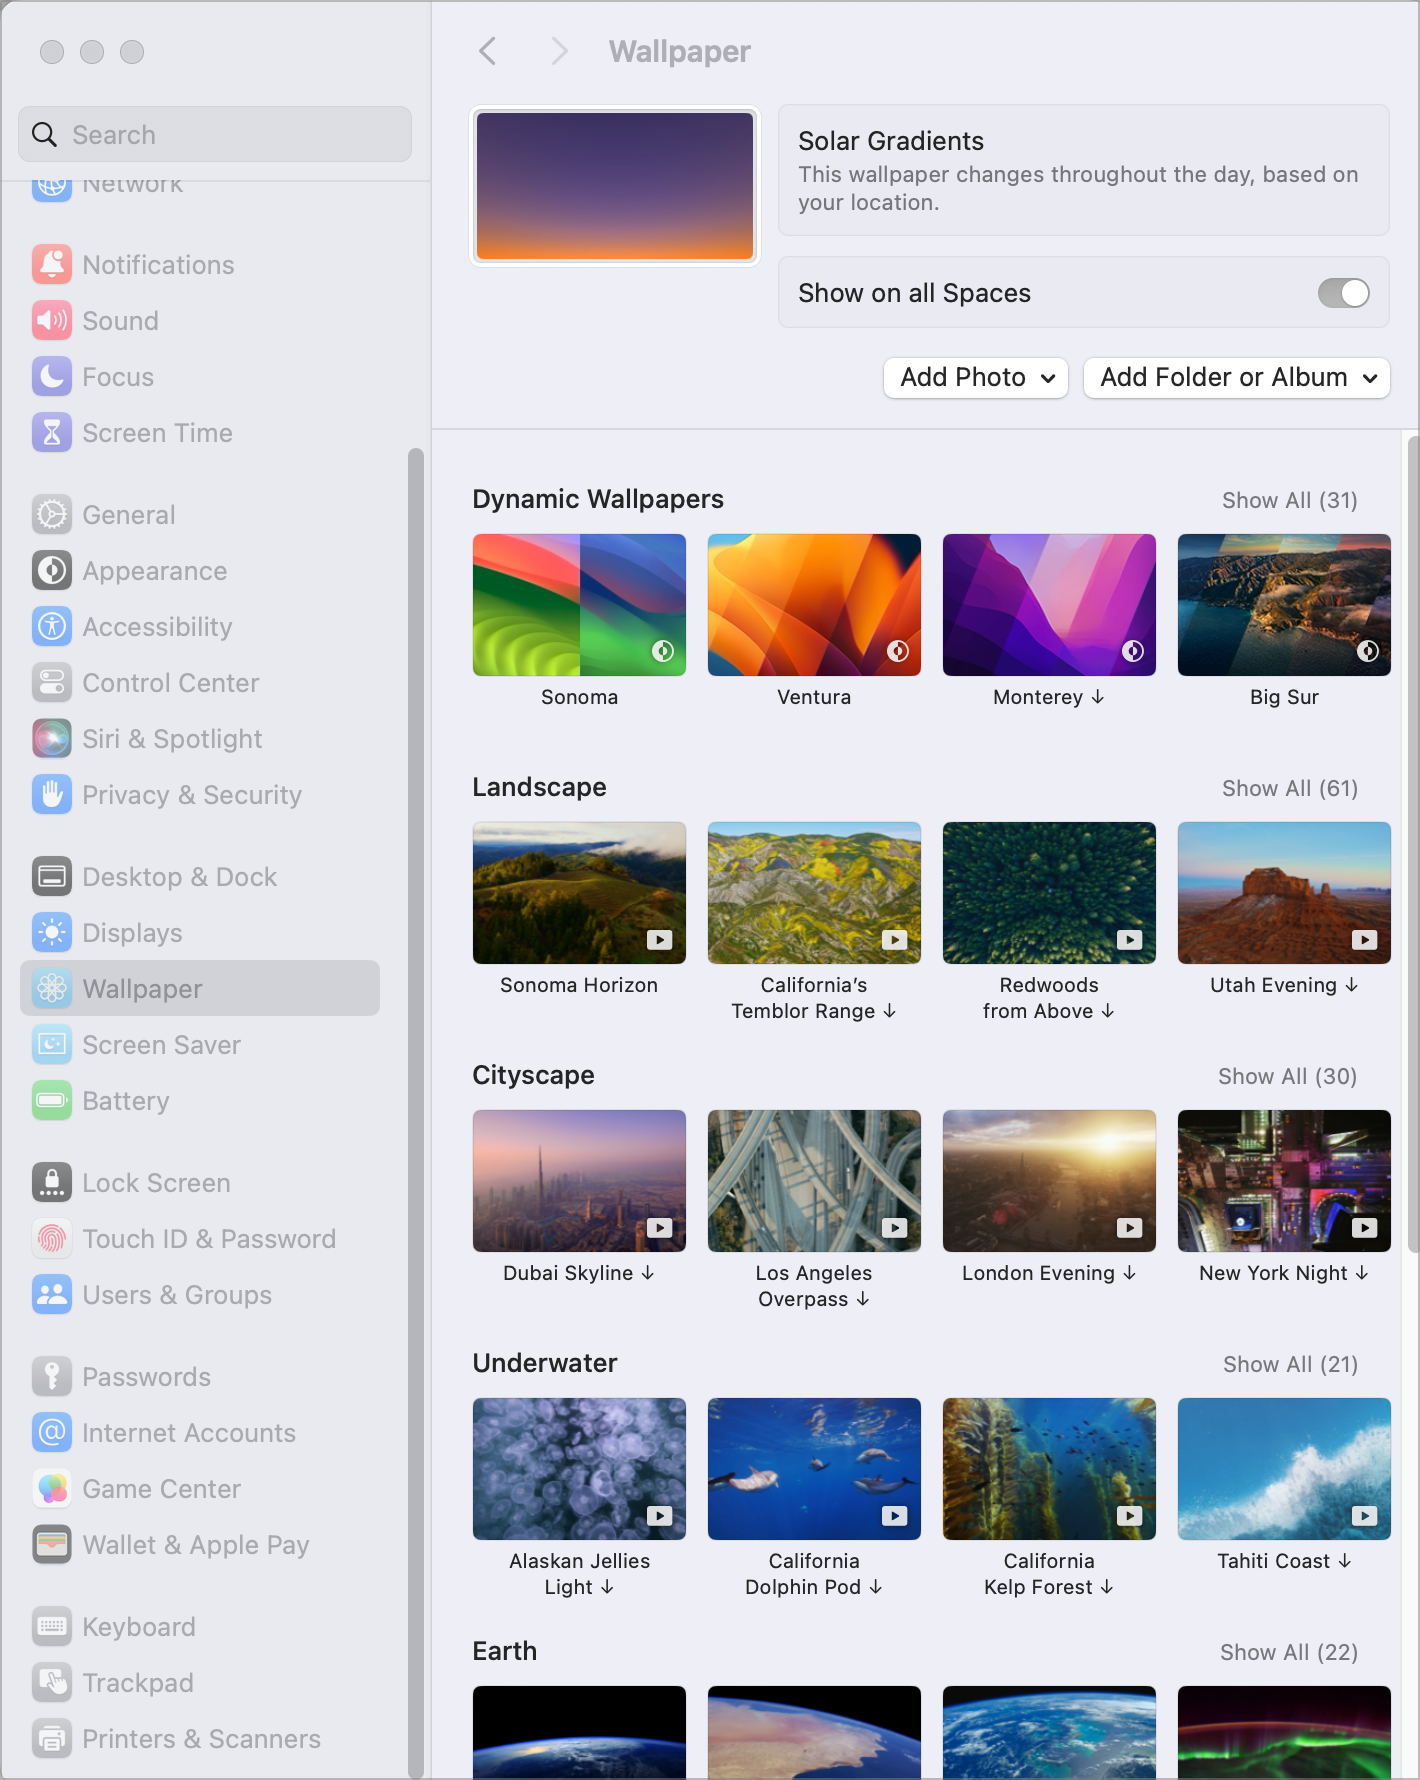 Search
Network
Notifications
Sound
Focus
Screen Time
General
Appearance
Accessibility
Control Center
Siri & Spotlight
Privacy & Security
Desktop & Dock
Displays
Wallpaper
Screen Saver
Battery
Lock Screen
Touch ID & Password
Users & Groups
Passwords
Internet Accounts
Game Center
Wallet & Apple Pay
Keyboard
Trackpad
Printers & Scanners
Wallpaper
Solar Gradients
This wallpaper changes throughout the day, based on
your location.
Show on all Spaces
Add Photo
Add Folder or Album
Dynamic Wallpapers
Show All (31)
Sonoma
Ventura
Monterey ↓
Big Sur
Landscape
Show All (61)
Sonoma Horizon
California’s
Temblor Range ↓
Redwoods
from Above ↓
Utah Evening ↓
Cityscape
Show All (30)
Dubai Skyline ↓
Los Angeles
Overpass ↓
London Evening ↓
New York Night ↓
Underwater
Show All (21)
Alaskan Jellies
Light ↓
California
Dolphin Pod ↓
California
Kelp Forest ↓
Tahiti Coast ↓
Earth
Show All (22)